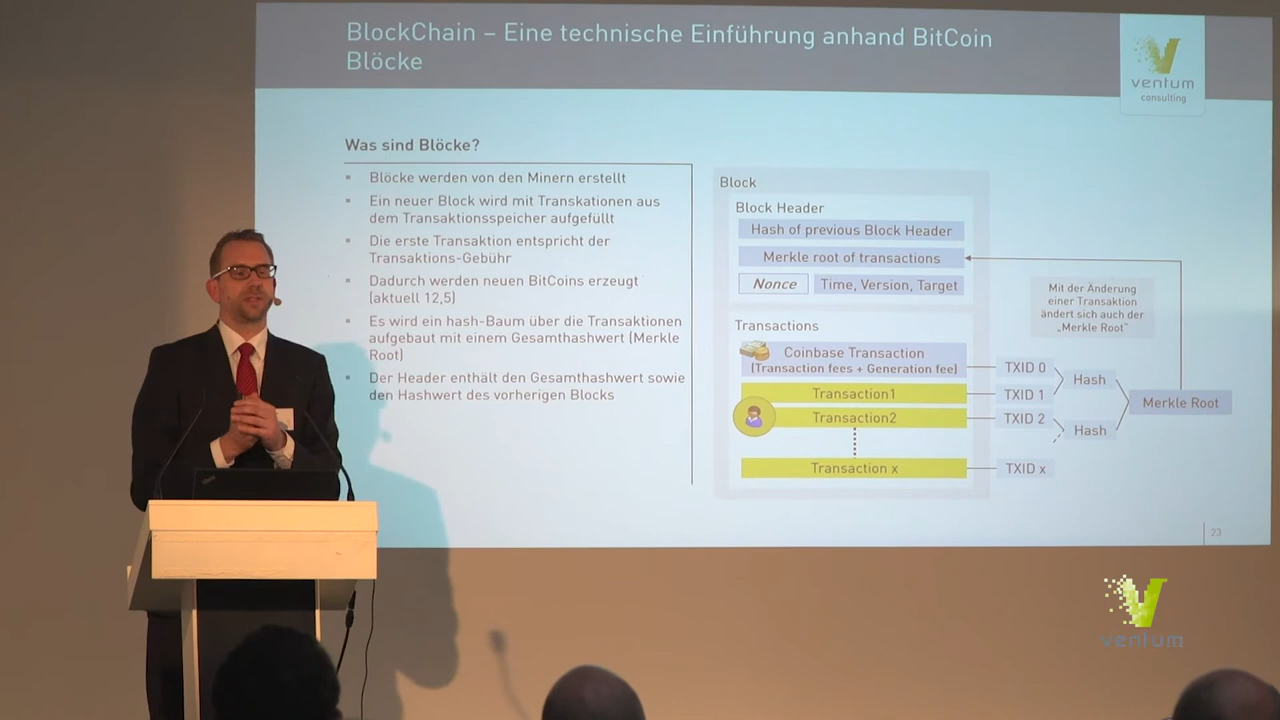 BlockChain – Eine technische Einführung anhand BitCoin
Blöcke
ventum
consulting
Was sind Blöcke?
Blöcke werden von den Minern erstellt
Ein neuer Block wird mit Transkationen aus
dem Transaktionsspeicher aufgefüllt
Die erste Transaktion entspricht der
Transaktions-Gebühr
Dadurch werden neuen BitCoins erzeugt
(aktuell 12,5)
Es wird ein hash-Baum über die Transaktionen
aufgebaut mit einem Gesamthashwert (Merkle
Root)
Der Header enthält den Gesamthashwert sowie
den Hashwert des vorherigen Blocks
Block
Block Header
Hash of previous Block Header
Merkle root of transactions
Nonce
Time, Version, Target
Mit der Änderung
einer Transaktion
ändert sich auch der
„Merkle Root"
Transactions
Coinbase Transaction
(Transaction fees + Generation fee)
Transaction1
Transaction2
Transaction x
TXID 0
TXID 1
TXID 2
TXID x
Hash
Hash
Merkle Root
23
ventum